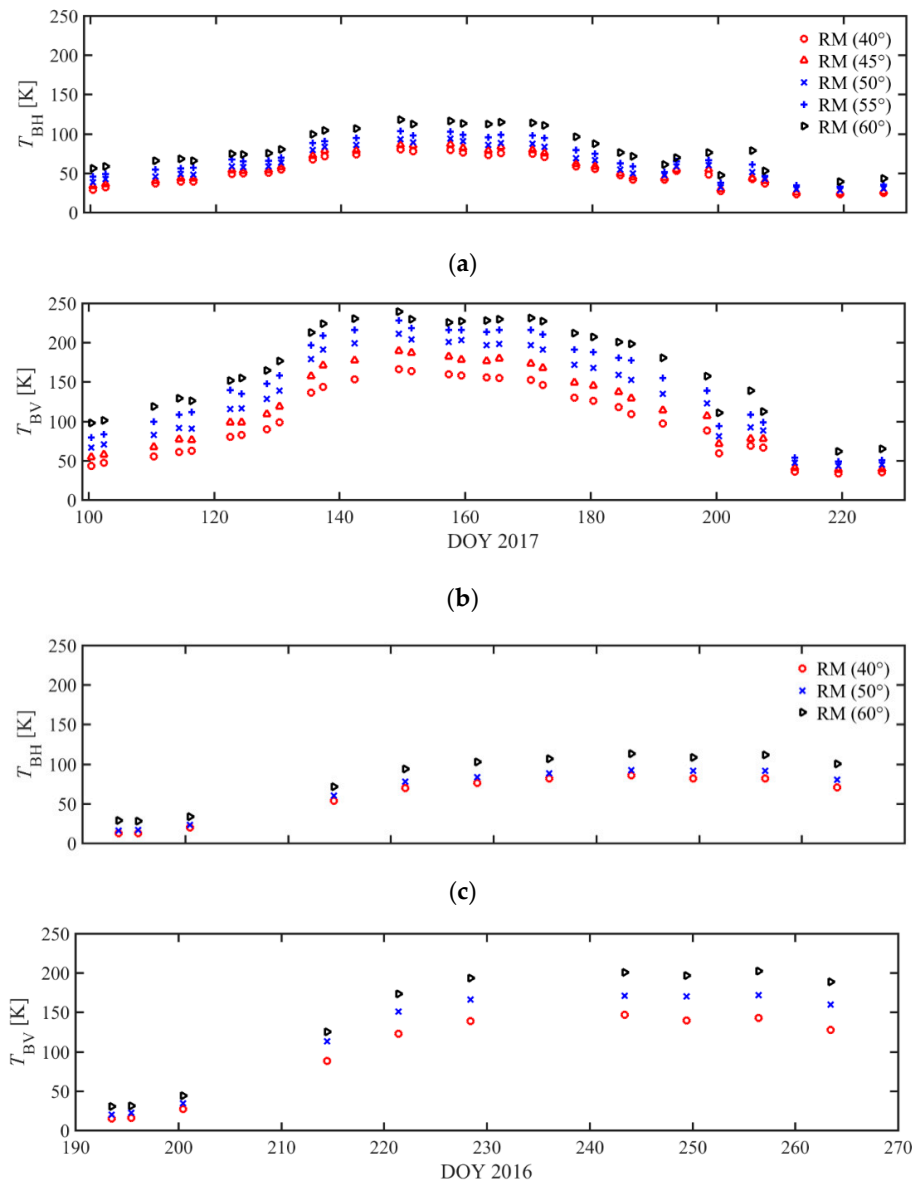 250
200
150
100
50
0
T_BH [K]
RM (40°)
RM (45°)
RM (50°)
RM (55°)
RM (60°)
(a)
250
200
150
100
50
0
T_BV [K]
100 120 140 160 180 200 220
DOY 2017
(b)
250
200
150
100
50
0
T_BH [K]
RM (40°)
RM (50°)
RM (60°)
(c)
250
200
150
100
50
0
T_BV [K]
190 200 210 220 230 240 250 260 270
DOY 2016